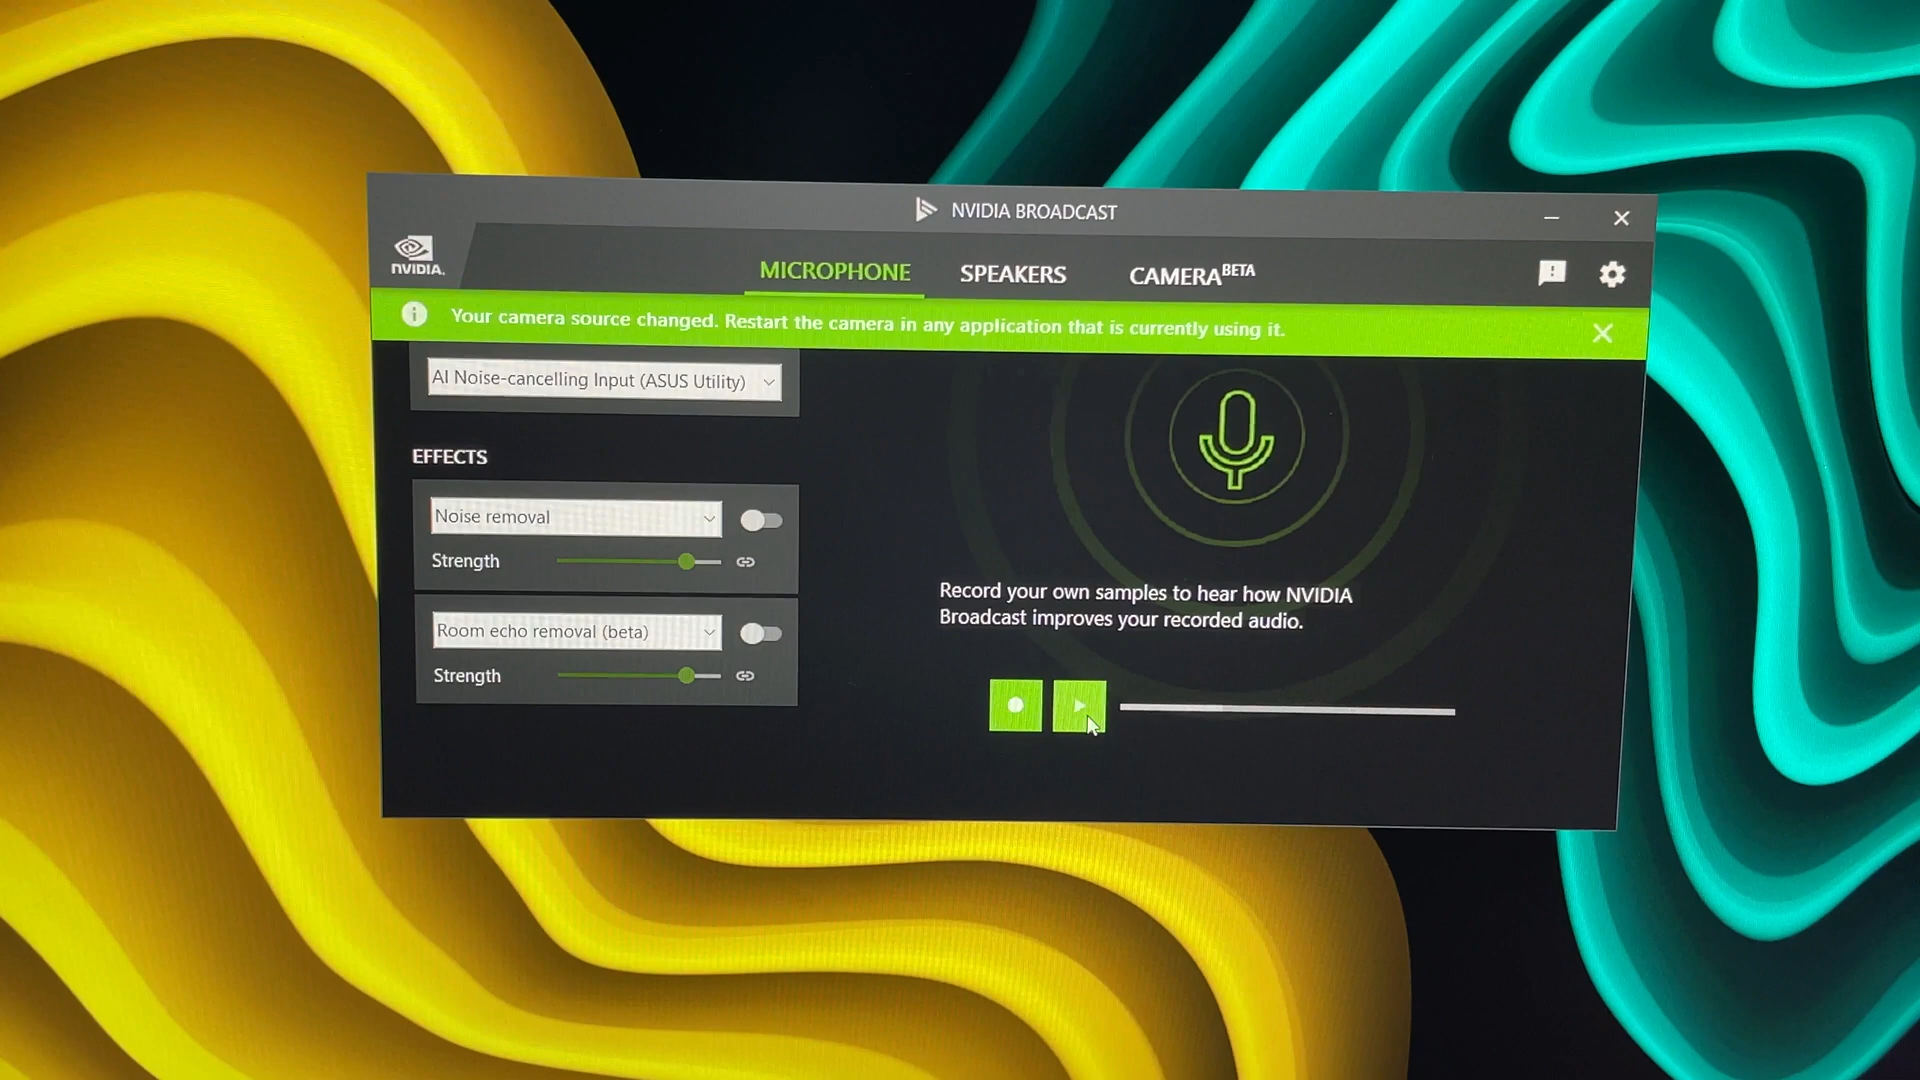 NVIDIA BROADCAST
NVIDIA.
MICROPHONE
SPEAKERS
CAMERABETA
Your camera source changed. Restart the camera in any application that is currently using it.
AI Noise-cancelling Input (ASUS Utility)
EFFECTS
Noise removal
Strength
Room echo removal (beta)
Strength
Record your own samples to hear how NVIDIA
Broadcast improves your recorded audio.